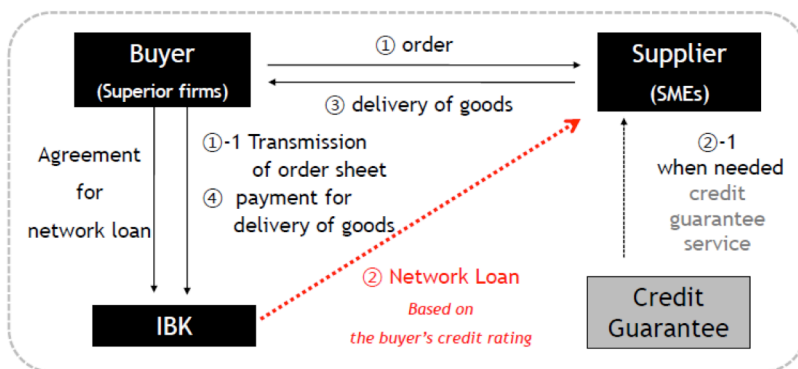 Buyer
(Superior firms)
① order
③ delivery of goods
Supplier
(SMEs)
Agreement
for
network loan
①-1 Transmission
of order sheet
④ payment for
delivery of goods
②-1
when needed
credit
guarantee
service
② Network Loan
Based on
the buyer's credit rating
IBK
Credit
Guarantee